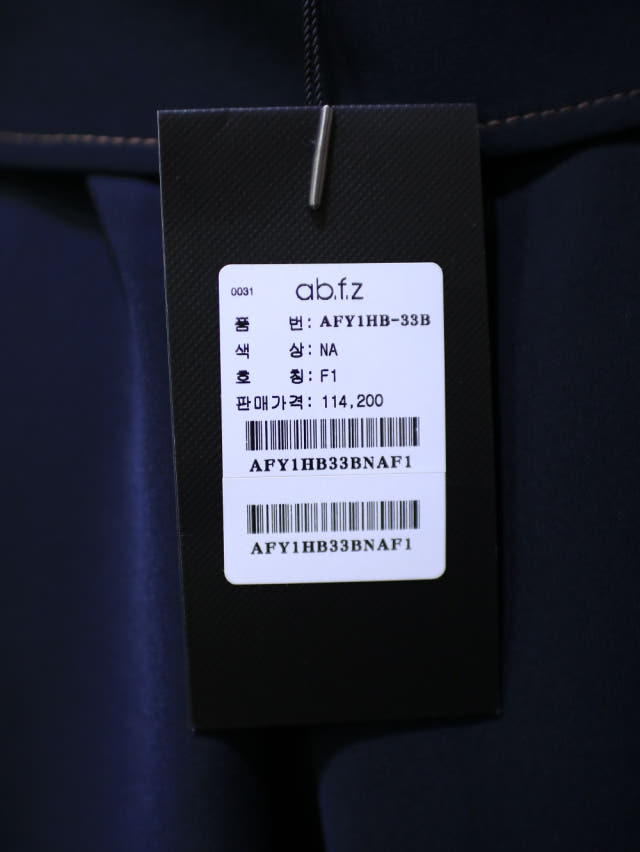 0031 ab.f.z
품 번: AFY1HB-33B
색 상: NA
호 칭: F1
판매가격: 114,200
AFY1HB33BNAF1
AFY1HB33BNAF1